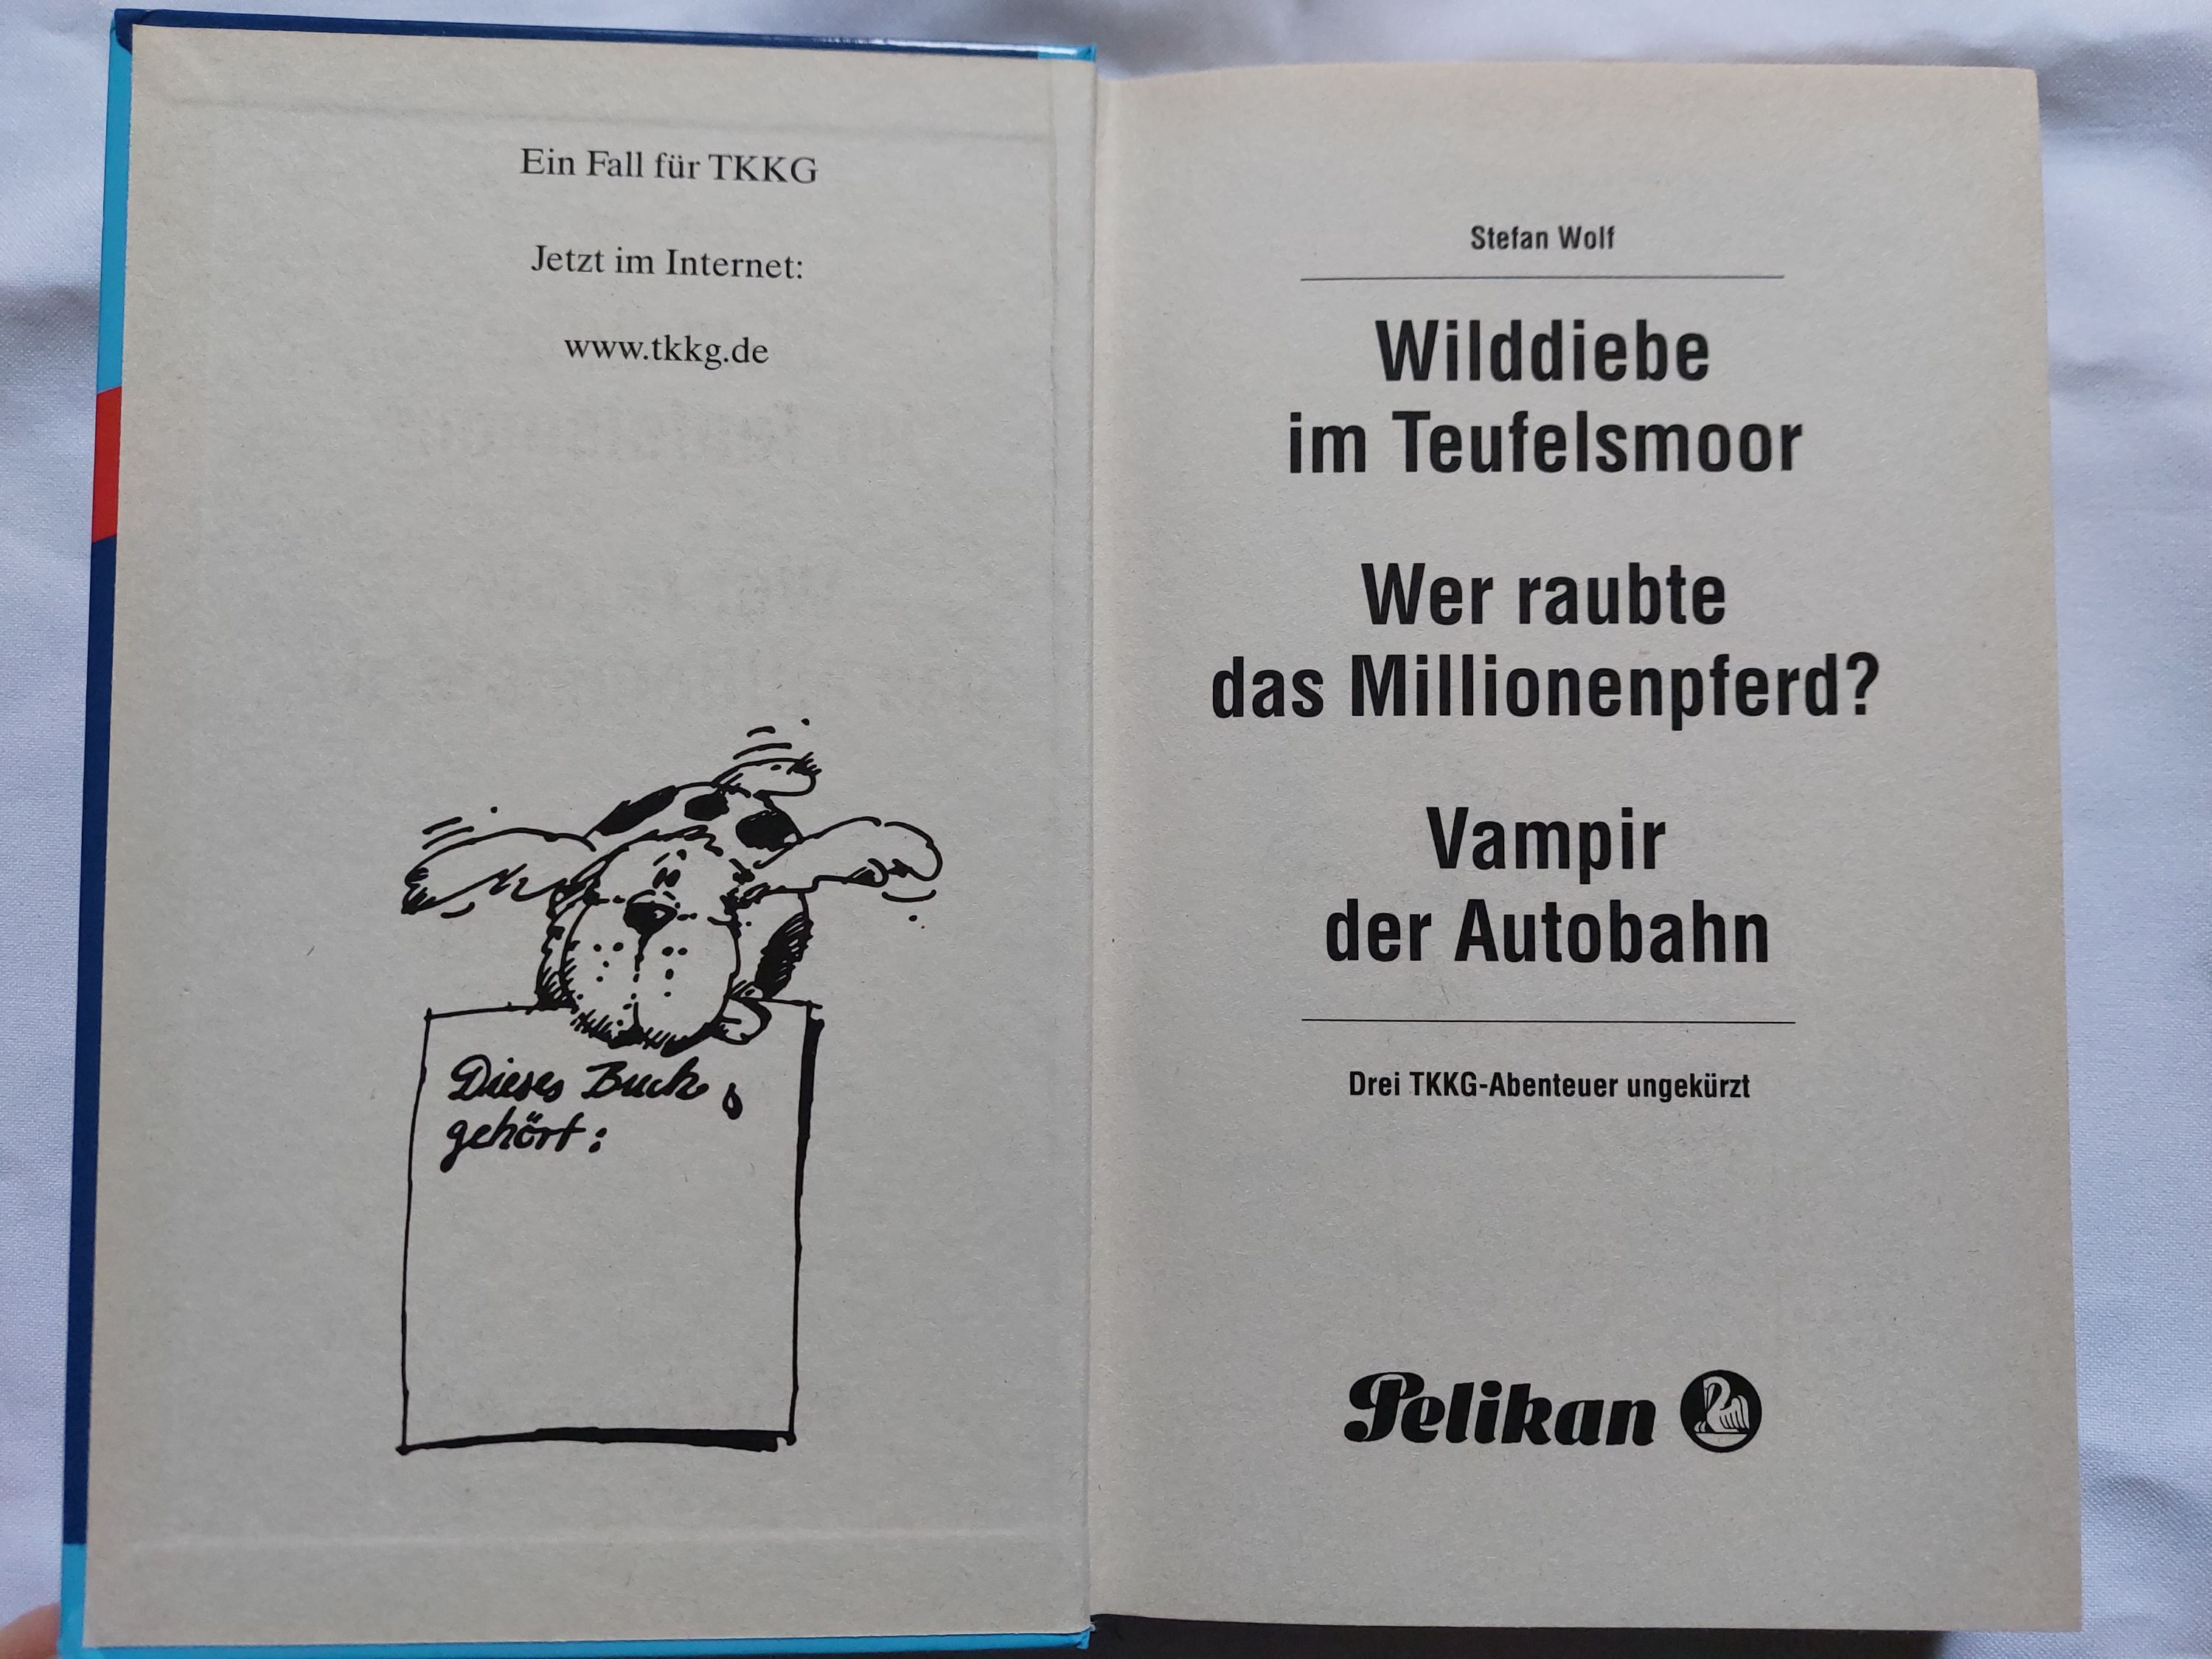 Ein Fall für TKKG
Jetzt im Internet:
www.tkkg.de
Dieses Buch
gehört:
Stefan Wolf
Wilddiebe
im Teufelsmoor
Wer raubte
das Millionenpferd?
Vampir
der Autobahn
Drei TKKG-Abenteuer ungekürzt
Pelikan